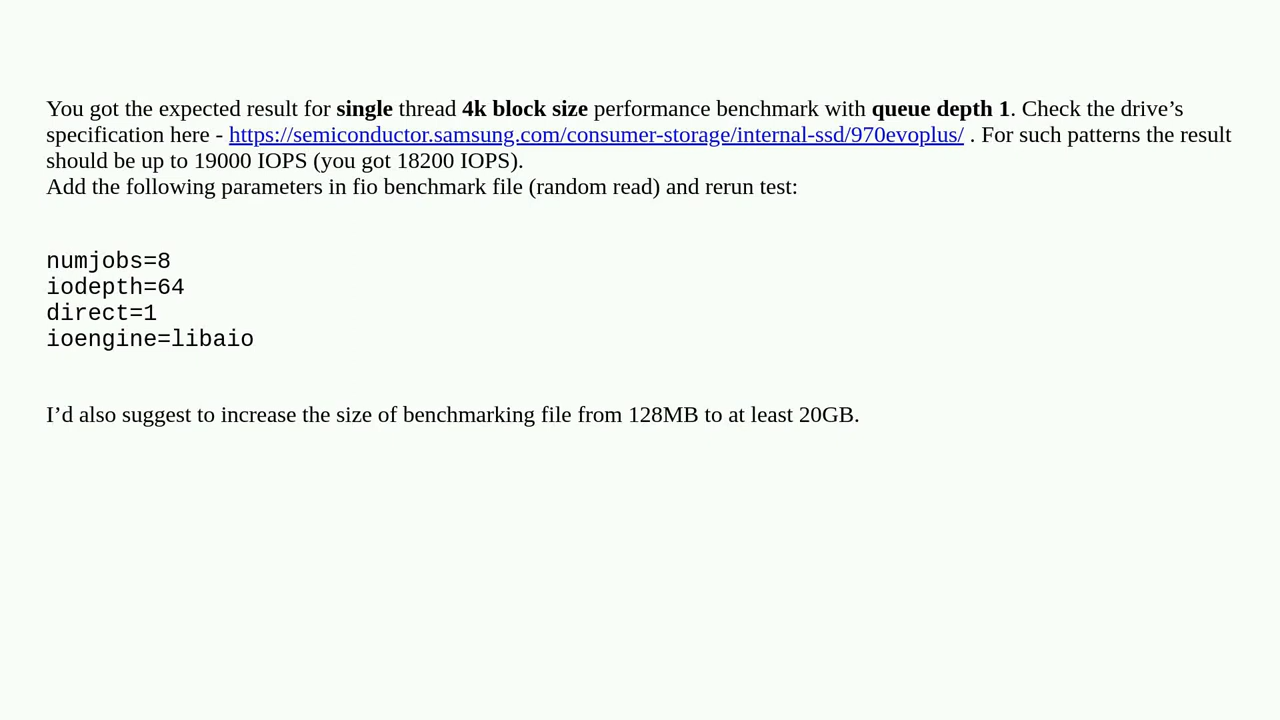 You got the expected result for single thread 4k block size performance benchmark with queue depth 1. Check the drive’s
specification here - https://semiconductor.samsung.com/consumer-storage/internal-ssd/970evoplus/ . For such patterns the result
should be up to 19000 IOPS (you got 18200 IOPS).
Add the following parameters in fio benchmark file (random read) and rerun test:
numjobs=8
iodepth=64
direct=1
ioengine=libaio
I’d also suggest to increase the size of benchmarking file from 128MB to at least 20GB.